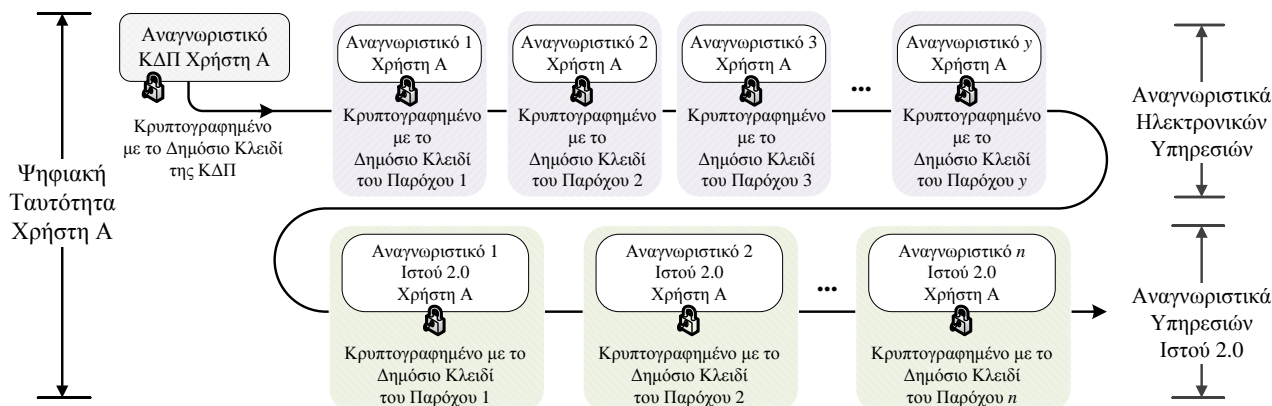 Ψηφιακή
Ταυτότητα
Χρήστη Α
Αναγνωριστικό
ΚΔΠ Χρήστη Α
Κρυπτογραφημένο
με το Δημόσιο Κλειδί
της ΚΔΠ
Αναγνωριστικό 1
Χρήστη Α
Κρυπτογραφημένο
με το
Δημόσιο Κλειδί
του Παρόχου 1
Αναγνωριστικό 2
Χρήστη Α
Κρυπτογραφημένο
με το
Δημόσιο Κλειδί
του Παρόχου 2
Αναγνωριστικό 3
Χρήστη Α
Κρυπτογραφημένο
με το
Δημόσιο Κλειδί
του Παρόχου 3
...
Αναγνωριστικό y
Χρήστη Α
Κρυπτογραφημένο
με το
Δημόσιο Κλειδί
του Παρόχου y
Αναγνωριστικά
Ηλεκτρονικών
Υπηρεσιών
Αναγνωριστικό 1
Ιστού 2.0
Χρήστη Α
Κρυπτογραφημένο με το
Δημόσιο Κλειδί
του Παρόχου 1
Αναγνωριστικό 2
Ιστού 2.0
Χρήστη Α
Κρυπτογραφημένο με το
Δημόσιο Κλειδί
του Παρόχου 2
...
Αναγνωριστικό n
Ιστού 2.0
Χρήστη Α
Κρυπτογραφημένο με το
Δημόσιο Κλειδί
του Παρόχου n
Αναγνωριστικά
Υπηρεσιών
Ιστού 2.0